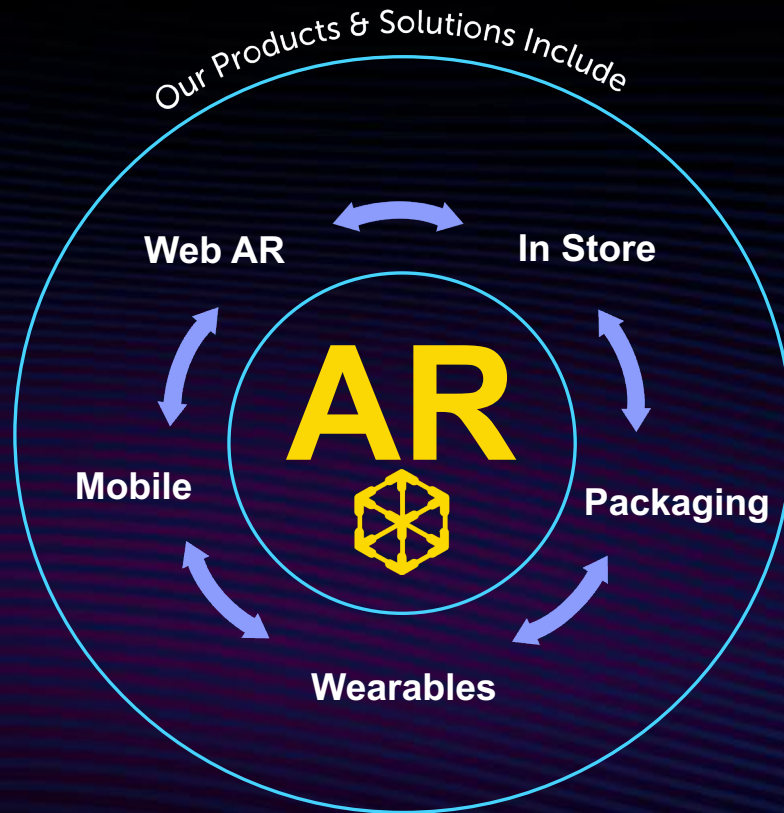 Our Products & Solutions Include
Web AR
In Store
AR
Mobile
Packaging
Wearables